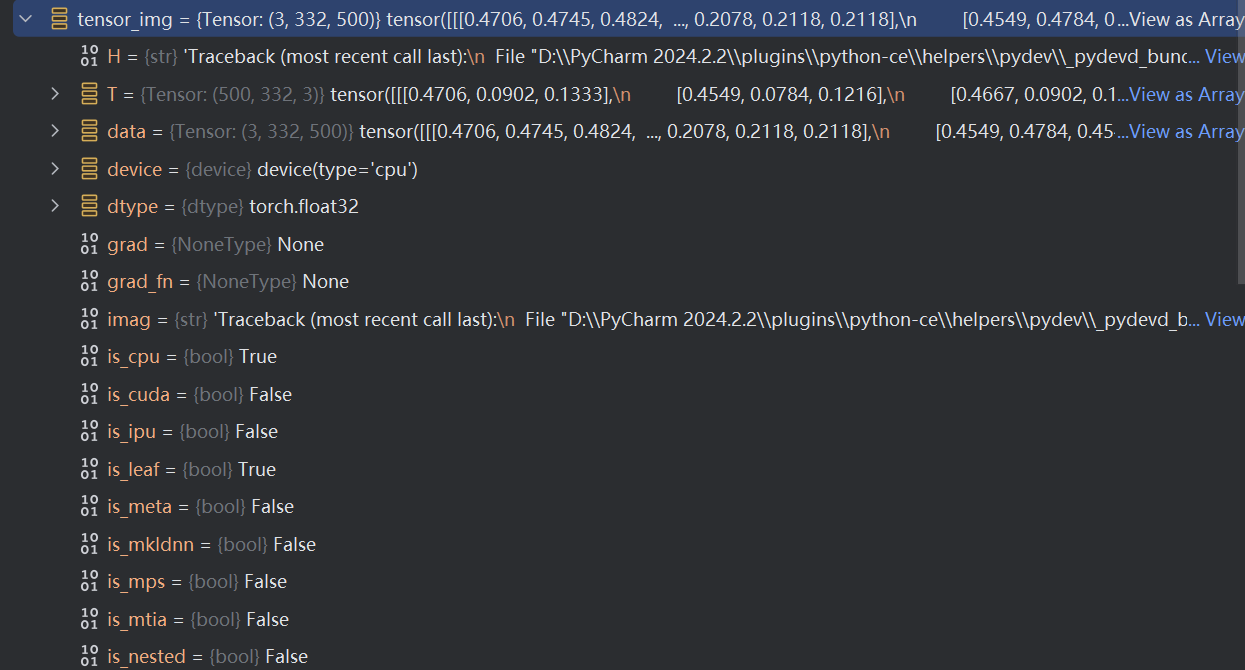 tensor_img = {Tensor: (3, 332, 500)} tensor([[[0.4706, 0.4745, 0.4824,  ..., 0.2078, 0.2118, 0.2118],\n         [0.4549, 0.4784, 0...View as Array
H = {str} 'Traceback (most recent call last):\n  File "D:\\PyCharm 2024.2.2\\plugins\\python-ce\\helpers\\pydev\\_pydevd_bunc... View
T = {Tensor: (500, 332, 3)} tensor([[[0.4706, 0.0902, 0.1333],\n         [0.4549, 0.0784, 0.1216],\n         [0.4667, 0.0902, 0.1...View as Array
data = {Tensor: (3, 332, 500)} tensor([[[0.4706, 0.4745, 0.4824,  ..., 0.2078, 0.2118, 0.2118],\n         [0.4549, 0.4784, 0.45...View as Array
device = {device} device(type='cpu')
dtype = {dtype} torch.float32
grad = {NoneType} None
grad_fn = {NoneType} None
imag = {str} 'Traceback (most recent call last):\n  File "D:\\PyCharm 2024.2.2\\plugins\\python-ce\\helpers\\pydev\\_pydevd_b... View
is_cpu = {bool} True
is_cuda = {bool} False
is_ipu = {bool} False
is_leaf = {bool} True
is_meta = {bool} False
is_mkldnn = {bool} False
is_mps = {bool} False
is_mtia = {bool} False
is_nested = {bool} False